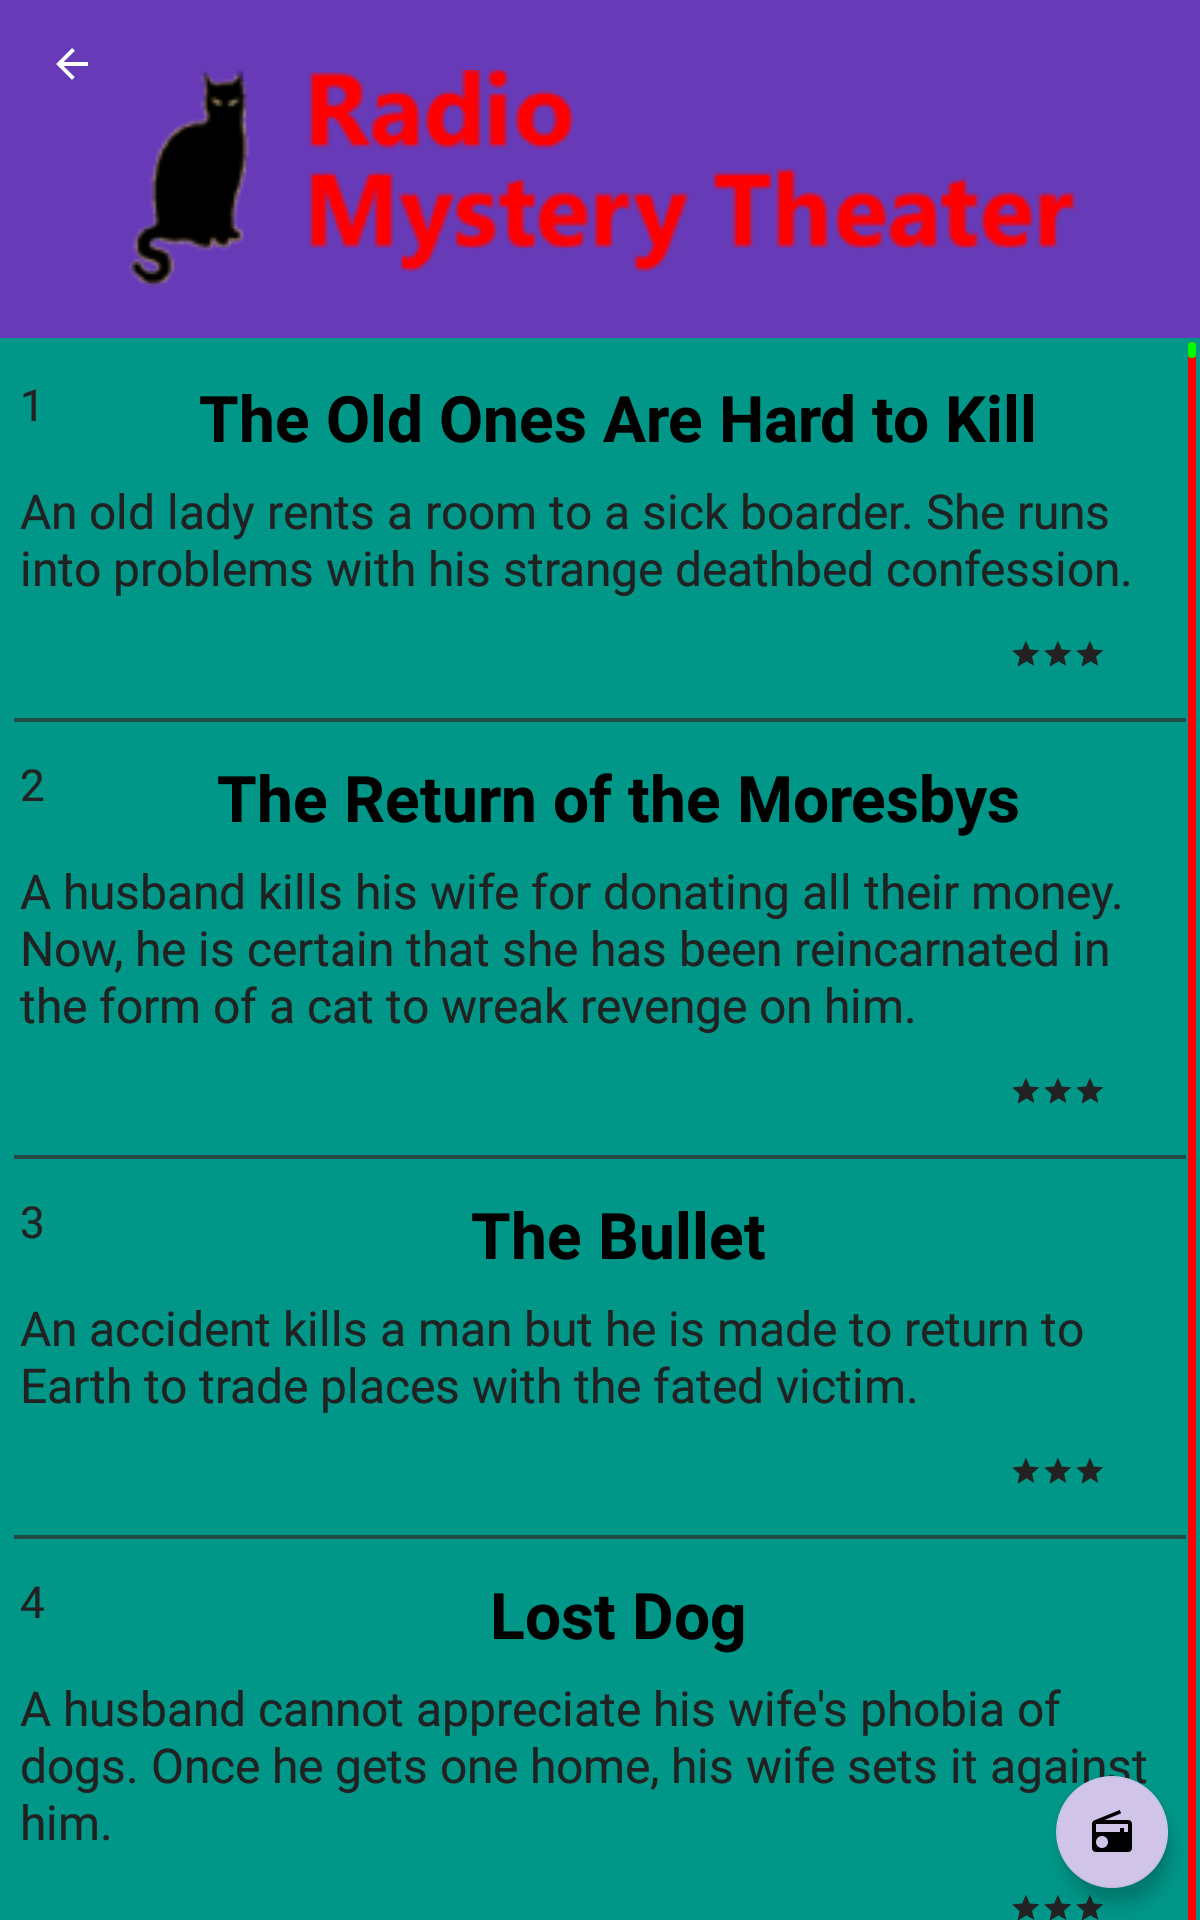 Radio
Mystery Theater
1
The Old Ones Are Hard to Kill
An old lady rents a room to a sick boarder. She runs
into problems with his strange deathbed confession.
★★★
2
The Return of the Moresbys
A husband kills his wife for donating all their money.
Now, he is certain that she has been reincarnated in
the form of a cat to wreak revenge on him.
★★★
3
The Bullet
An accident kills a man but he is made to return to
Earth to trade places with the fated victim.
★★★
4
Lost Dog
A husband cannot appreciate his wife's phobia of
dogs. Once he gets one home, his wife sets it against
him.
★★★